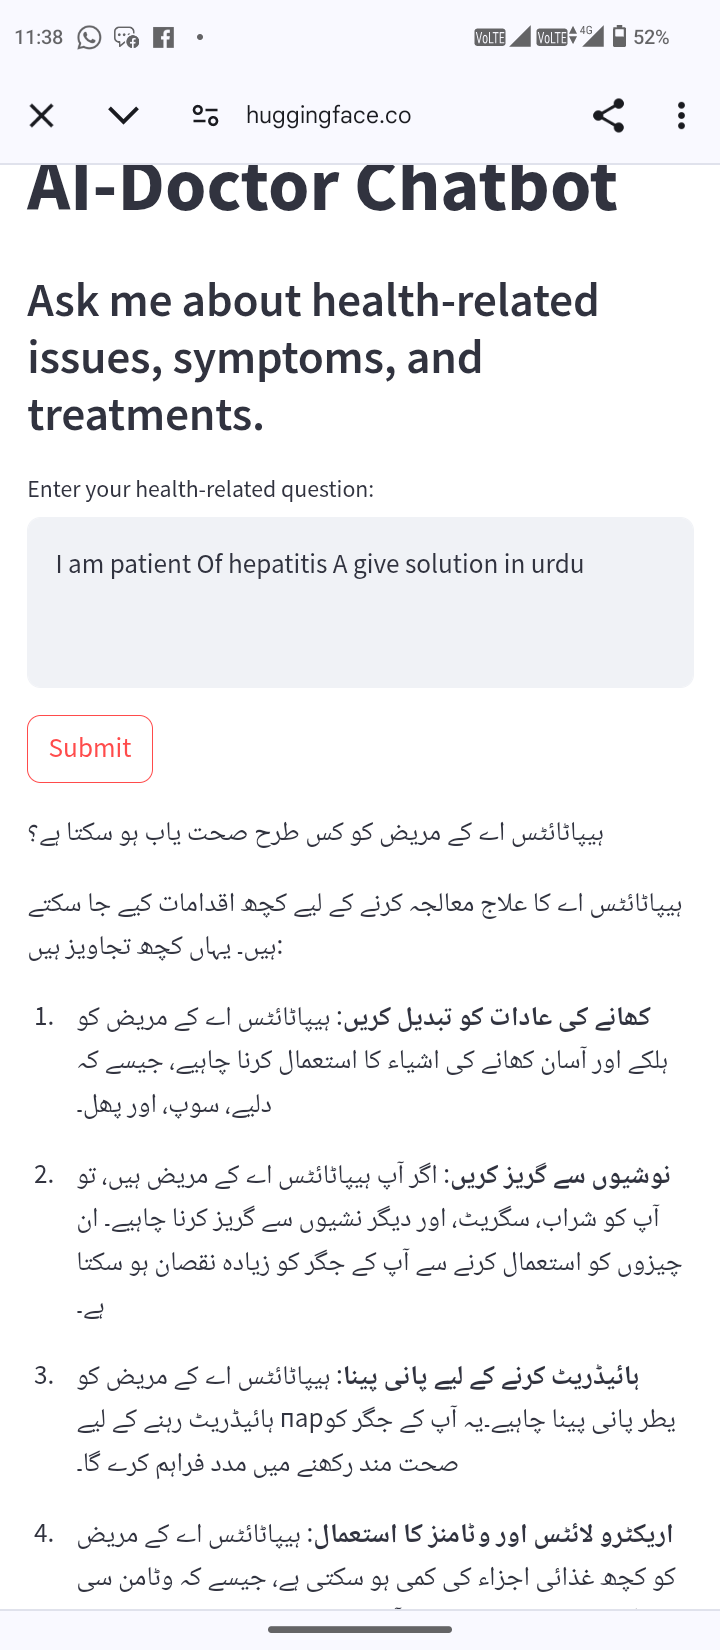 11:38
VoLTE VoLTE 4G 52%
huggingface.co
AI-Doctor Chatbot
Ask me about health-related
issues, symptoms, and
treatments.
Enter your health-related question:
I am patient Of hepatitis A give solution in urdu
Submit
ہیپاٹائٹس اے کے مریض کو کس طرح صحت یاب ہو سکتا ہے؟
ہیپاٹائٹس اے کا علاج معالجہ کرنے کے لیے کچھ اقدامات کیے جا سکتے
ہیں۔ یہاں کچھ تجاویز ہیں:
1. کھانے کی عادات کو تبدیل کریں: ہیپاٹائٹس اے کے مریض کو
ہلکے اور آسان کھانے کی اشیاء کا استعمال کرنا چاہیے، جیسے کہ
دلیے، سوپ، اور پھل۔
2. نوشیوں سے گریز کریں: اگر آپ ہیپاٹائٹس اے کے مریض ہیں، تو
آپ کو شراب، سگریٹ، اور دیگر نشیوں سے گریز کرنا چاہیے۔ ان
چیزوں کو استعمال کرنے سے آپ کے جگر کو زیادہ نقصان ہو سکتا
ہے۔
3. ہائیڈریٹ کرنے کے لیے پانی پینا: ہیپاٹائٹس اے کے مریض کو
یطر پانی پینا چاہیے۔یہ آپ کے جگر کوпар ہائیڈریٹ رہنے کے لیے
صحت مند رکھنے میں مدد فراہم کرے گا۔
4. اریکٹرو لائٹس اور وٹامنز کا استعمال: ہیپاٹائٹس اے کے مریض
کو کچھ غذائی اجزاء کی کمی ہو سکتی ہے، جیسے کہ وٹامن سی